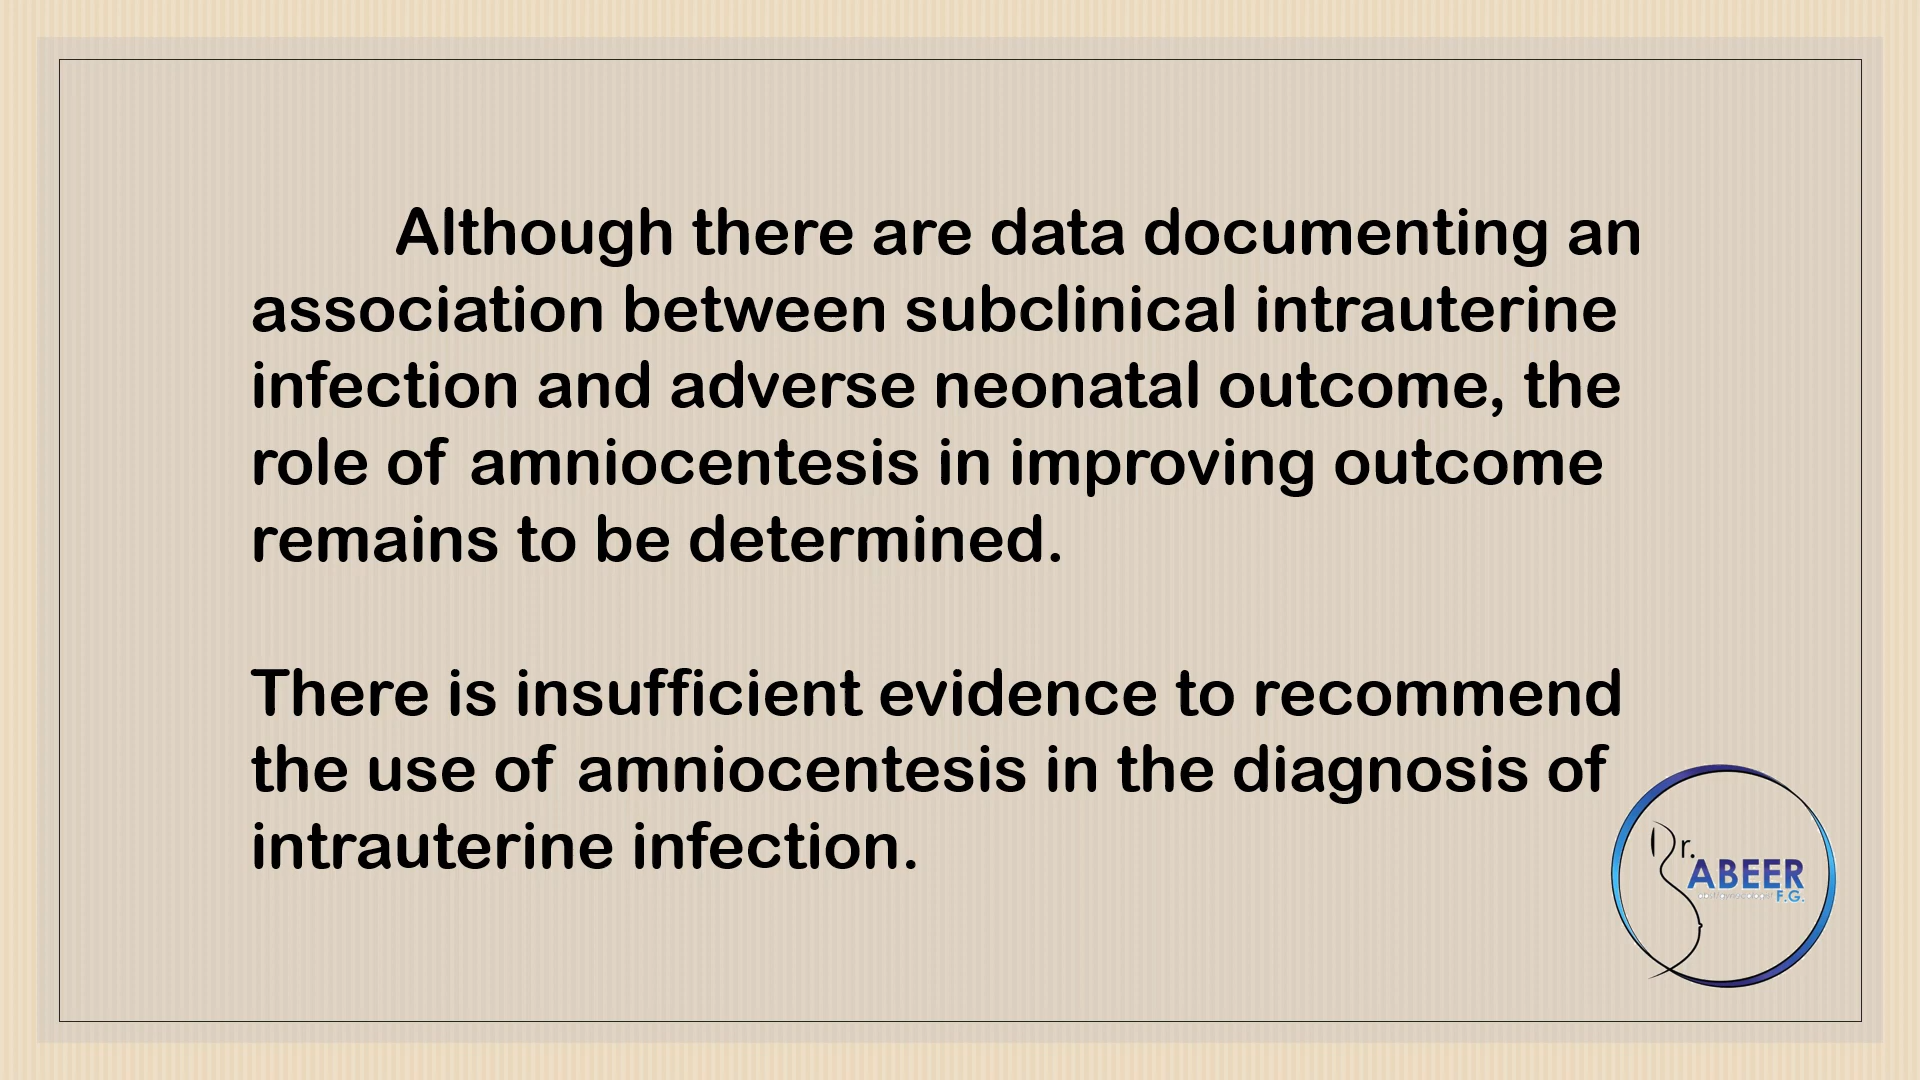 Although there are data documenting an
association between subclinical intrauterine
infection and adverse neonatal outcome, the
role of amniocentesis in improving outcome
remains to be determined.
There is insufficient evidence to recommend
the use of amniocentesis in the diagnosis of
intrauterine infection.
Dr.
ABEER
F.G.